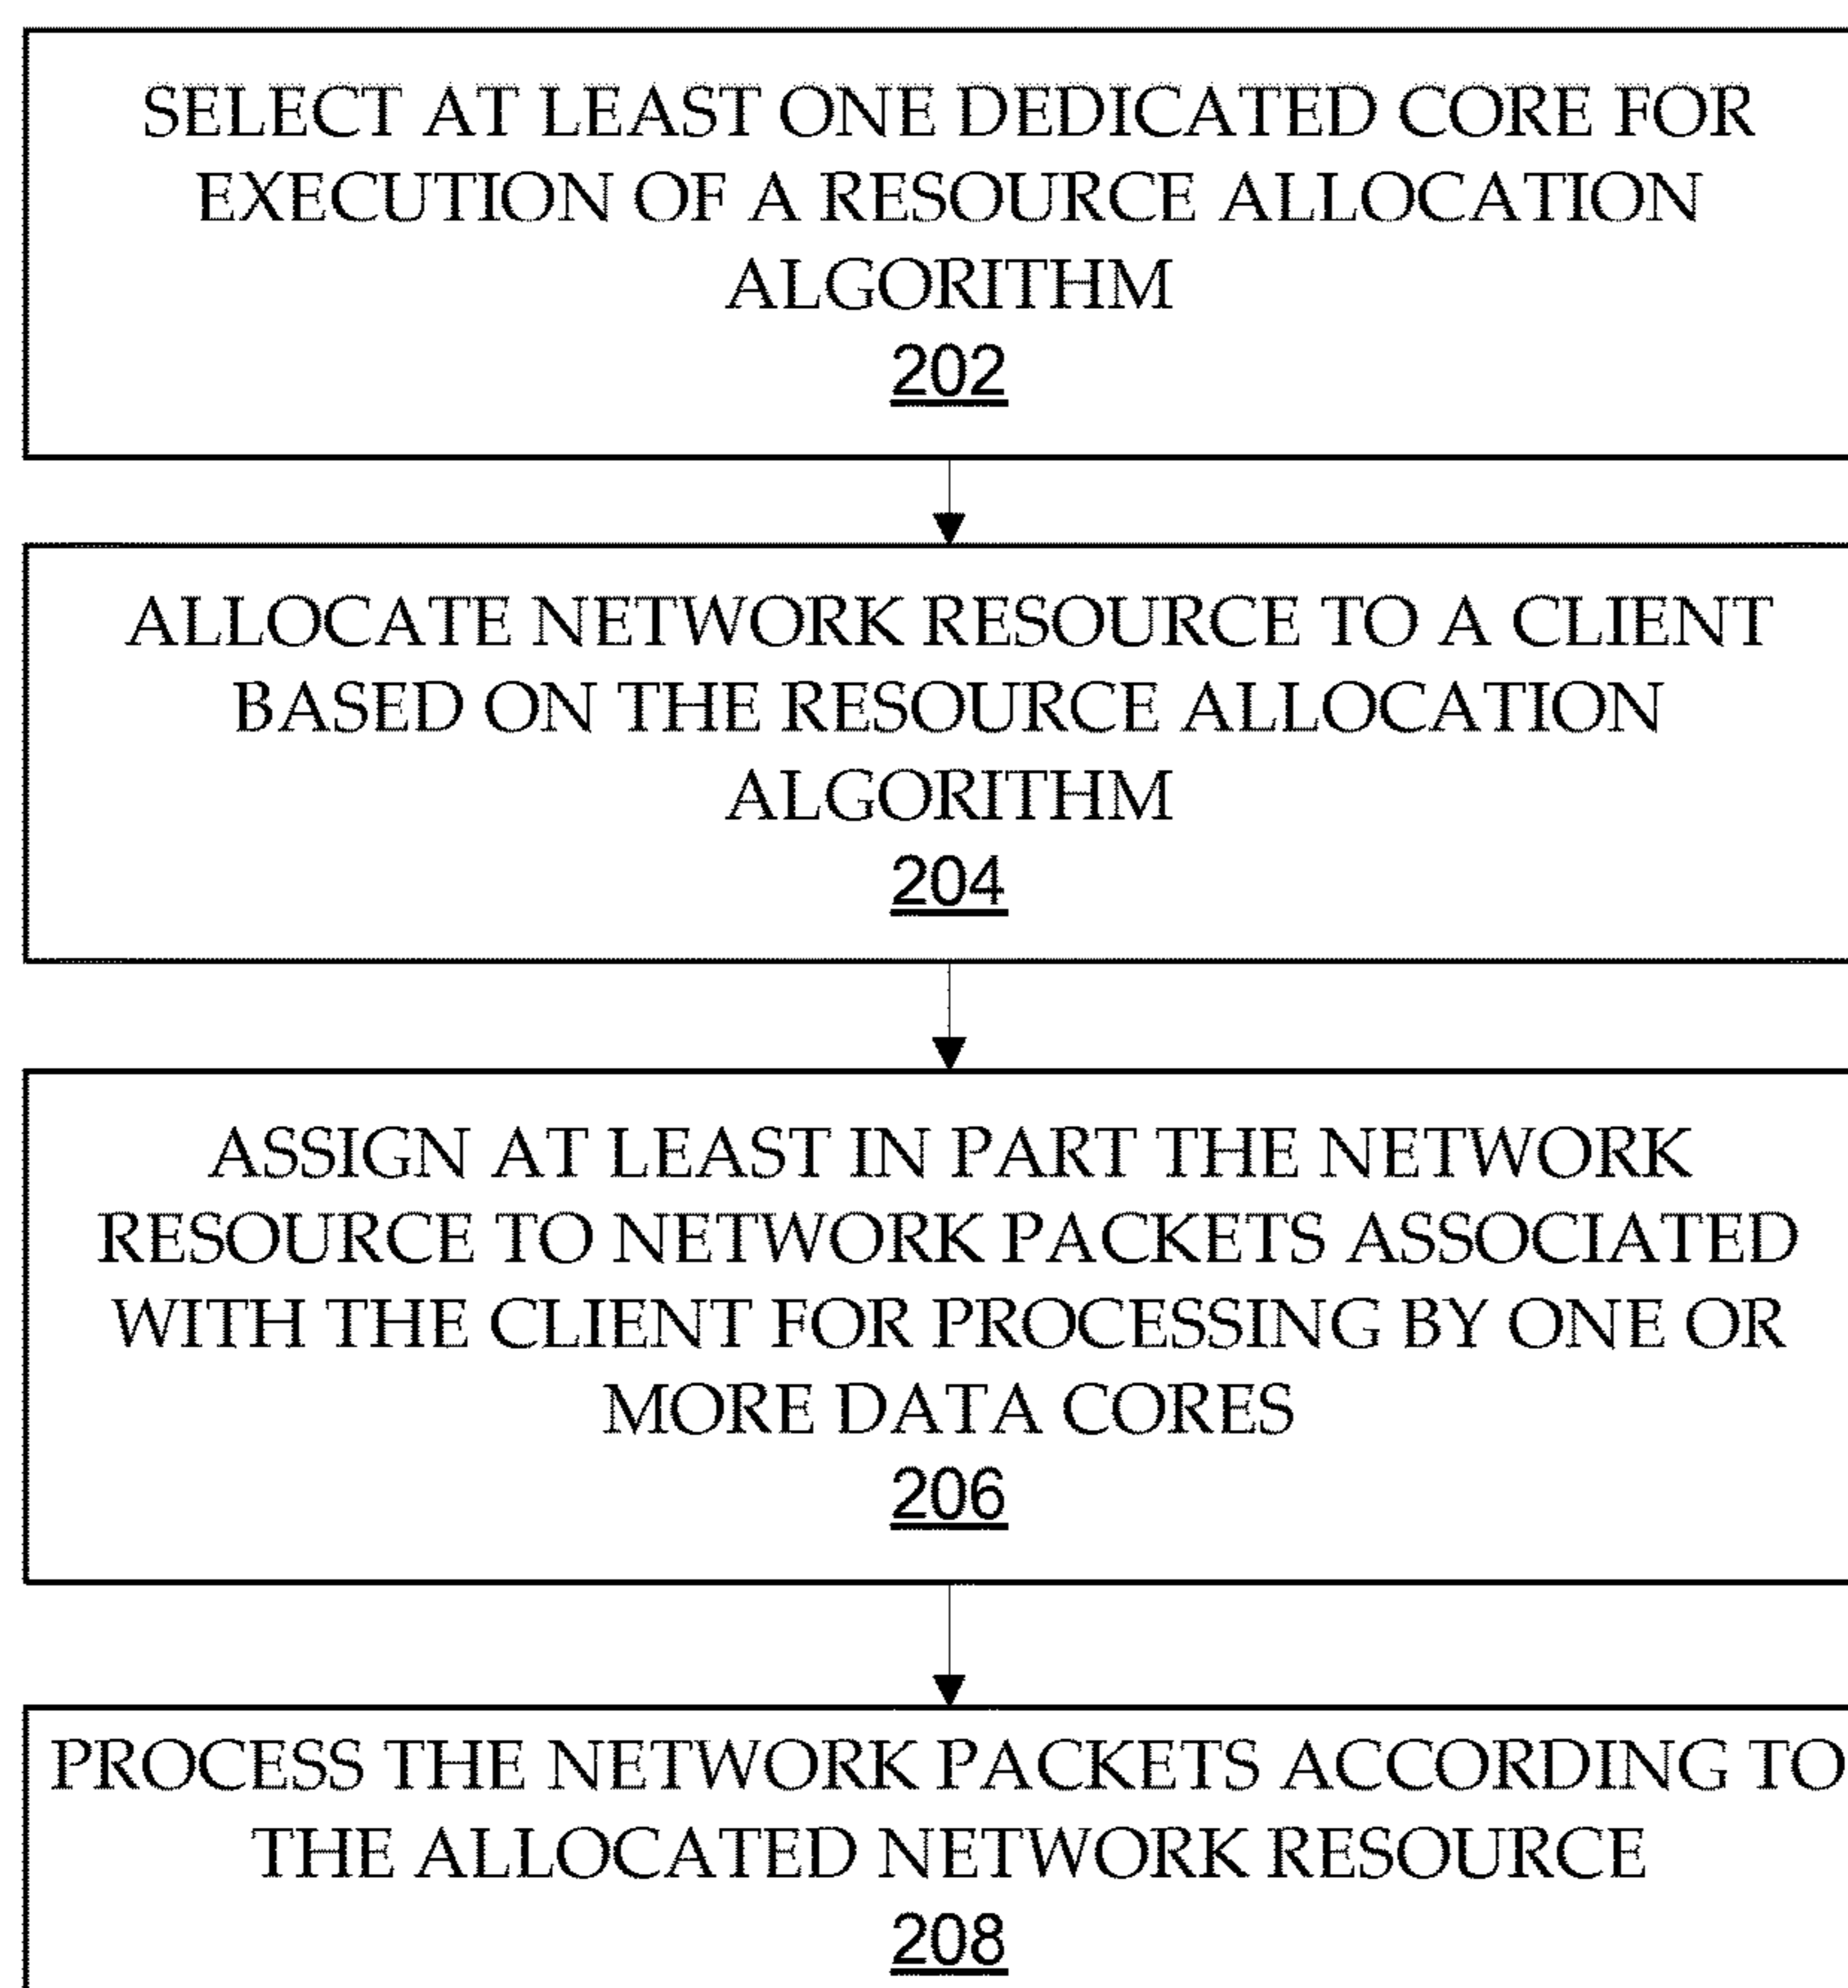 SELECT AT LEAST ONE DEDICATED CORE FOR
EXECUTION OF A RESOURCE ALLOCATION
ALGORITHM
202
ALLOCATE NETWORK RESOURCE TO A CLIENT
BASED ON THE RESOURCE ALLOCATION
ALGORITHM
204
ASSIGN AT LEAST IN PART THE NETWORK
RESOURCE TO NETWORK PACKETS ASSOCIATED
WITH THE CLIENT FOR PROCESSING BY ONE OR
MORE DATA CORES
206
PROCESS THE NETWORK PACKETS ACCORDING TO
THE ALLOCATED NETWORK RESOURCE
208